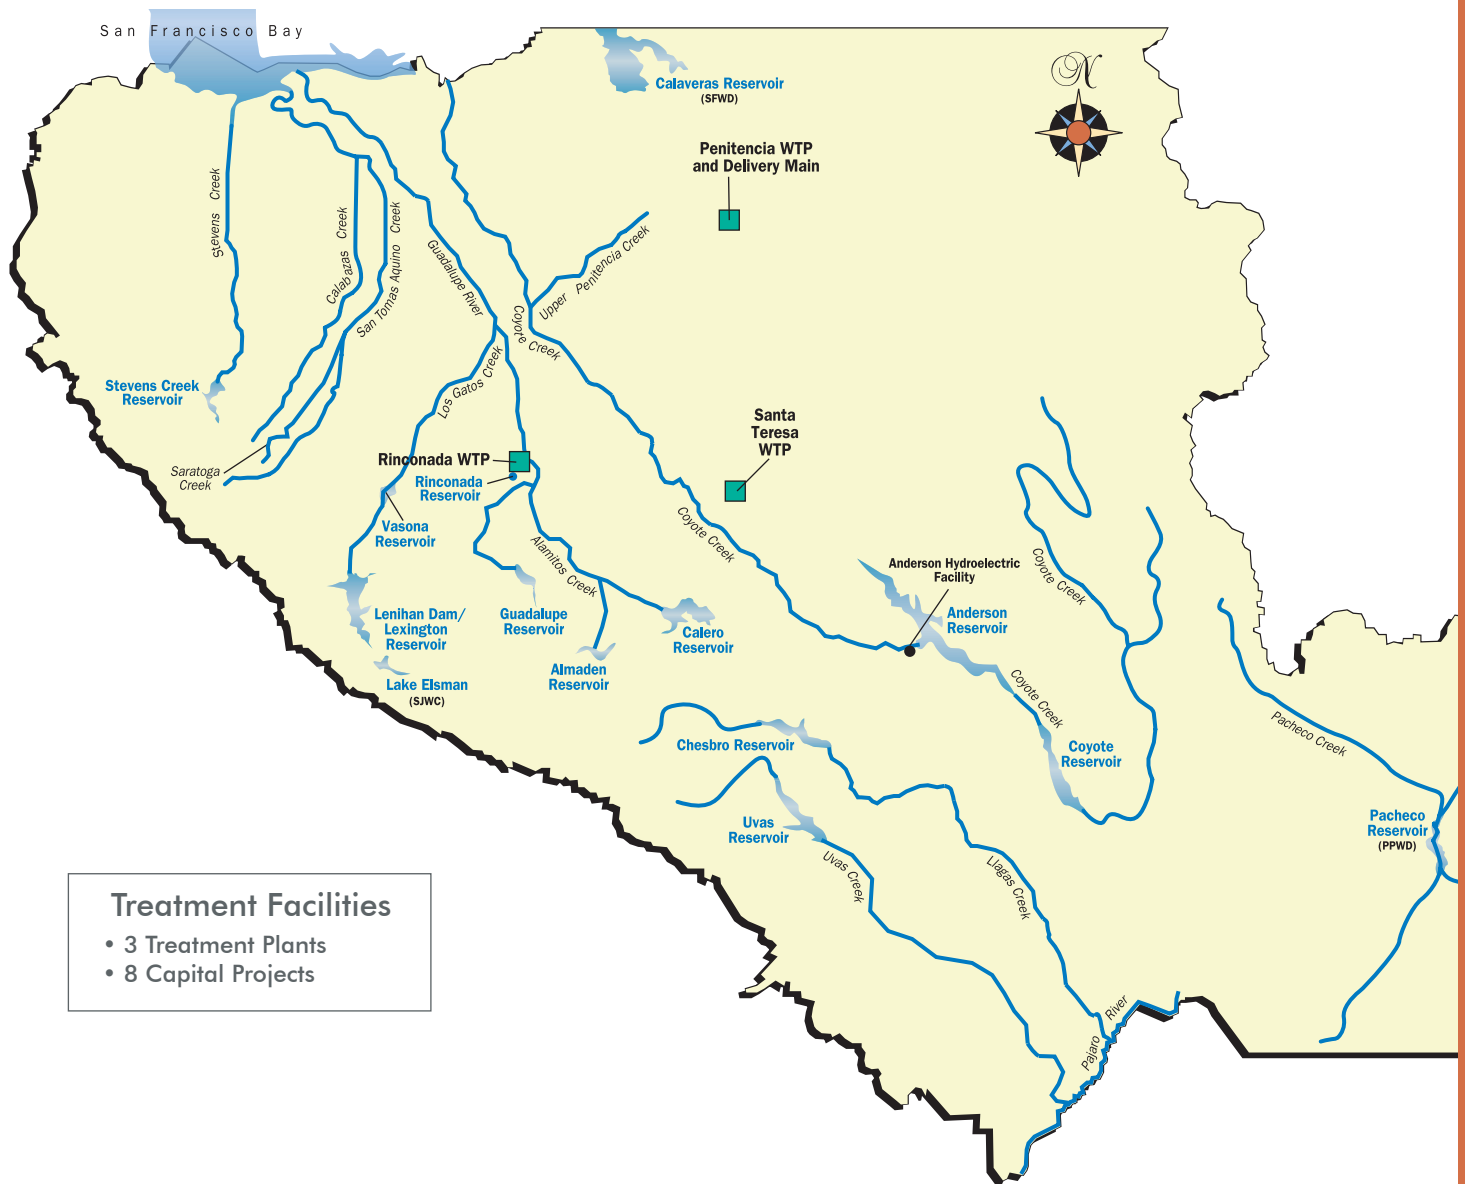 San Francisco Bay
N
Calaveras Reservoir
(SFWD)
Penitencia WTP
and Delivery Main
Stevens Creek
Calabazas Creek
San Tomas Aquino Creek
Guadalupe River
Upper Penitencia Creek
Coyote Creek
Stevens Creek
Reservoir
Los Gatos Creek
Santa
Teresa
WTP
Saratoga
Creek
Rinconada WTP
Rinconada
Reservoir
Vasona
Reservoir
Coyote Creek
Alamitos Creek
Coyote Creek
Anderson Hydroelectric
Facility
Anderson
Reservoir
Lenihan Dam/
Lexington
Reservoir
Guadalupe
Reservoir
Calero
Reservoir
Almaden
Reservoir
Lake Elsman
(SJWC)
Coyote Creek
Pacheco Creek
Chesbro Reservoir
Coyote
Reservoir
Uvas
Reservoir
Pacheco
Reservoir
(PPWD)
Uvas Creek
Llagas Creek
Treatment Facilities
• 3 Treatment Plants
• 8 Capital Projects
Pajaro River